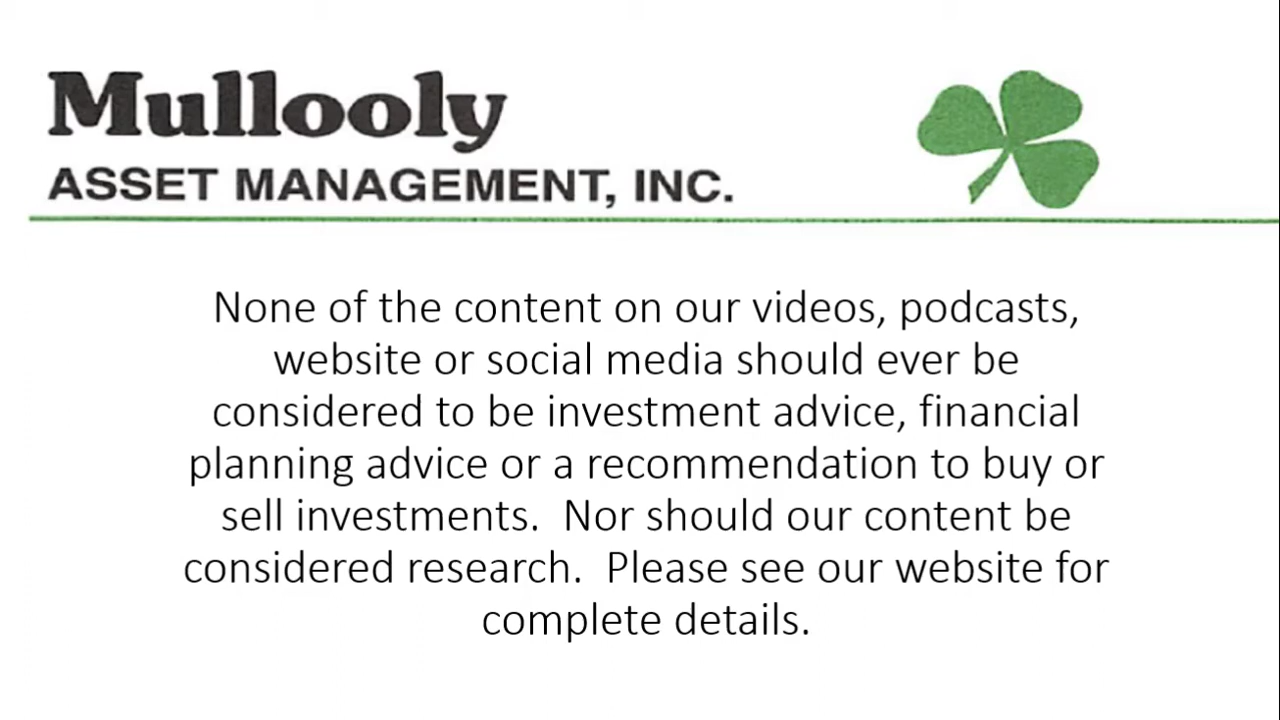 Mullooly
ASSET MANAGEMENT, INC.
None of the content on our videos, podcasts,
website or social media should ever be
considered to be investment advice, financial
planning advice or a recommendation to buy or
sell investments.  Nor should our content be
considered research.  Please see our website for
complete details.